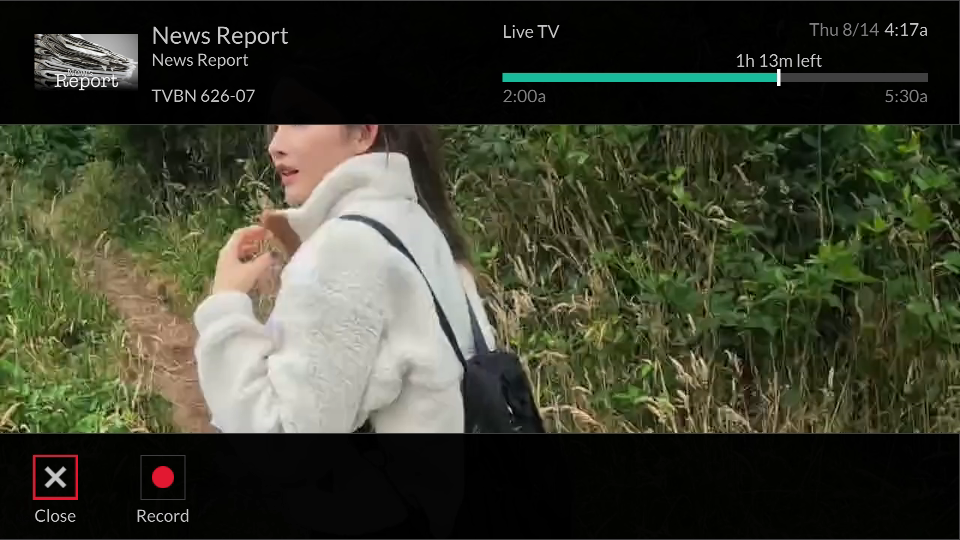 News Report
News Report
TVBN 626-07
Report
Live TV
Thu 8/14 4:17a
1h 13m left
2:00a
5:30a
Close
Record